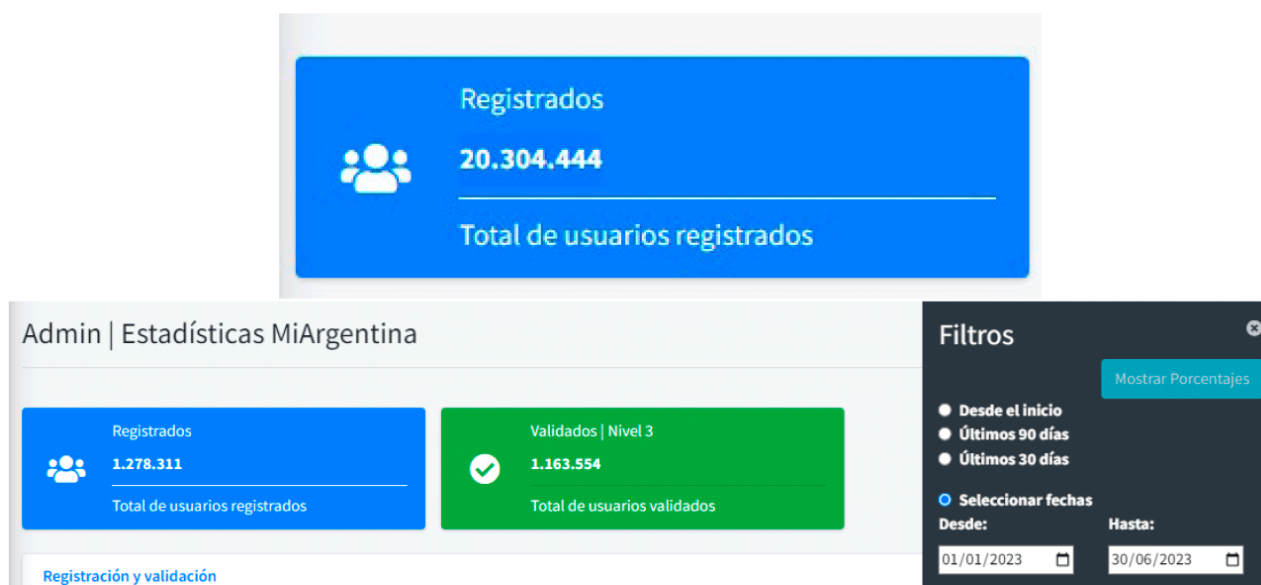 Registrados
20.304.444
Total de usuarios registrados
Admin | Estadísticas MiArgentina
Registrados
1.278.311
Total de usuarios registrados
Validados | Nivel 3
1.163.554
Total de usuarios validados
Registración y validación
Filtros
Mostrar Porcentajes
Desde el inicio
Últimos 90 días
Últimos 30 días
Seleccionar fechas
Desde: Hasta:
01/01/2023 30/06/2023